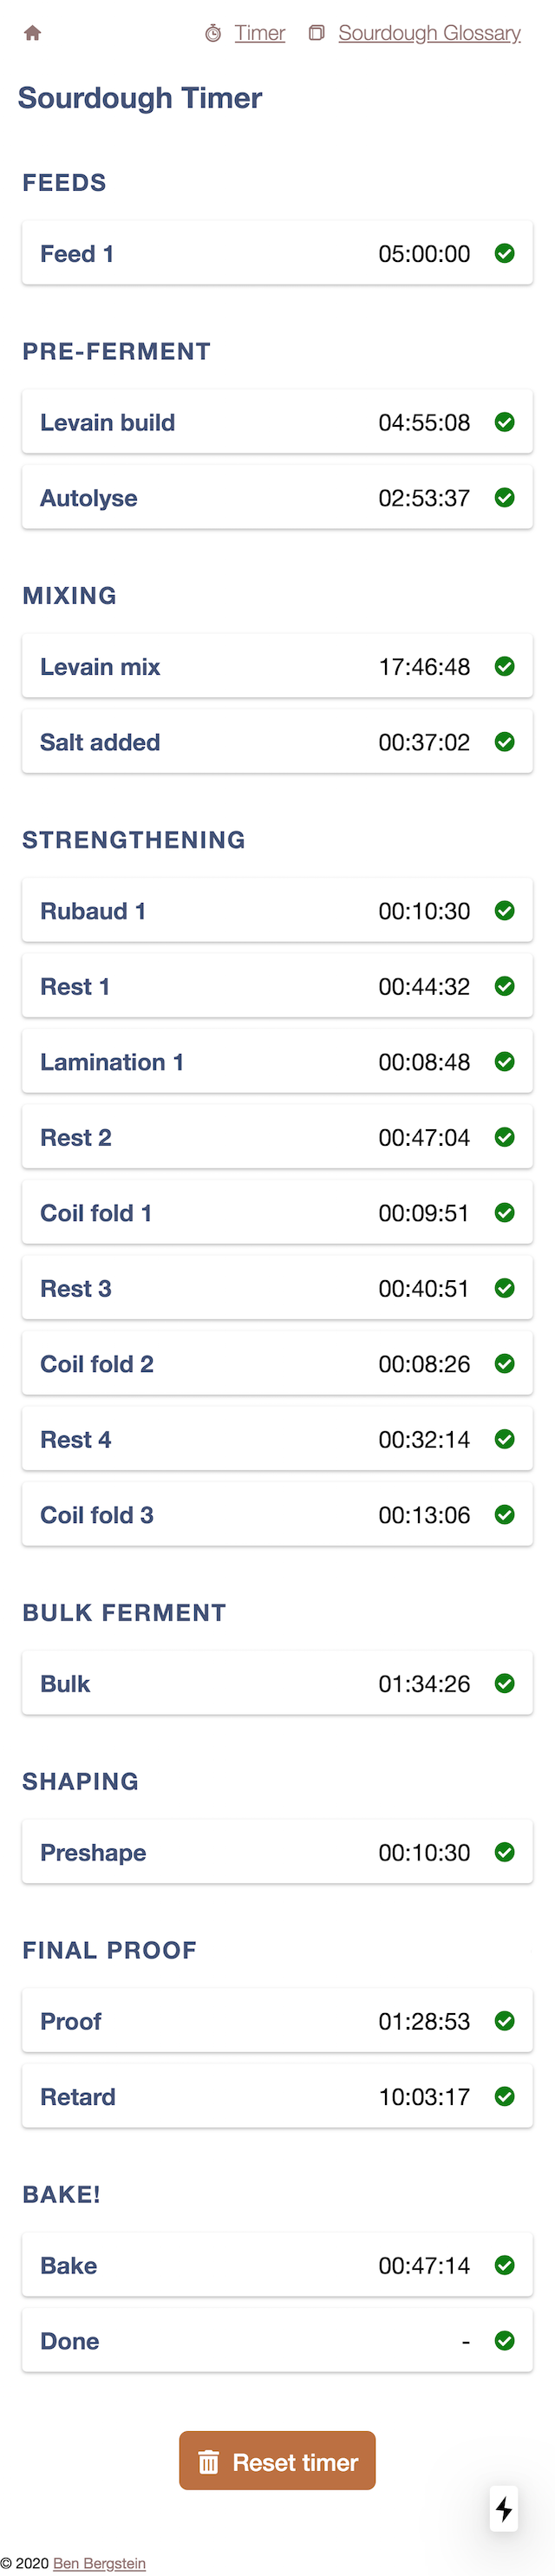 Timer Sourdough Glossary
Sourdough Timer
FEEDS
Feed 1 05:00:00
PRE-FERMENT
Levain build 04:55:08
Autolyse 02:53:37
MIXING
Levain mix 17:46:48
Salt added 00:37:02
STRENGTHENING
Rubaud 1 00:10:30
Rest 1 00:44:32
Lamination 1 00:08:48
Rest 2 00:47:04
Coil fold 1 00:09:51
Rest 3 00:40:51
Coil fold 2 00:08:26
Rest 4 00:32:14
Coil fold 3 00:13:06
BULK FERMENT
Bulk 01:34:26
SHAPING
Preshape 00:10:30
FINAL PROOF
Proof 01:28:53
Retard 10:03:17
BAKE!
Bake 00:47:14
Done -
Reset timer
© 2020 Ben Bergstein